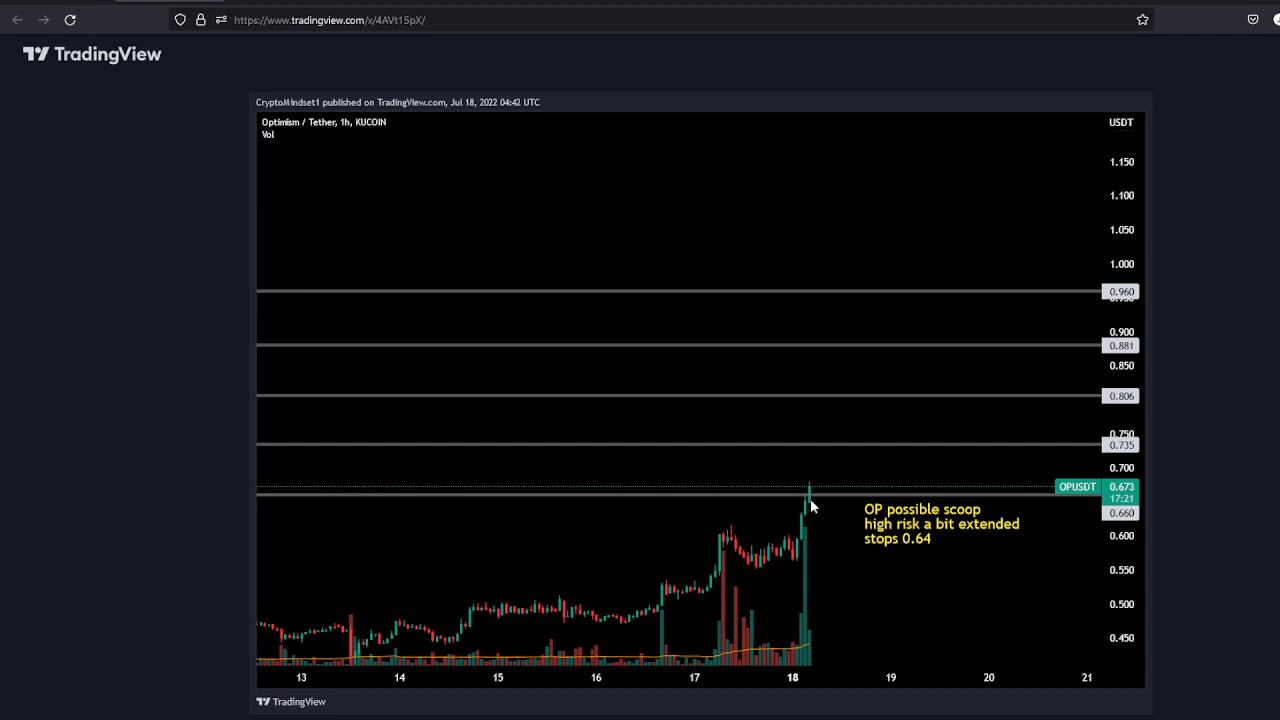 https://www.tradingview.com/x/4AVt15pX/
TradingView
CryptoMindset1 published on TradingView.com, Jul 18, 2022 04:42 UTC
Optimism / Tether, 1h, KUCOIN
Vol
USDT
1.150
1.100
1.050
1.000
0.960
0.900
0.881
0.850
0.806
0.750
0.735
0.700
OPUSDT 0.673
17:21
0.660
OP possible scoop
high risk a bit extended
stops 0.64
0.600
0.550
0.500
0.450
13 14 15 16 17 18 19 20 21
TradingView